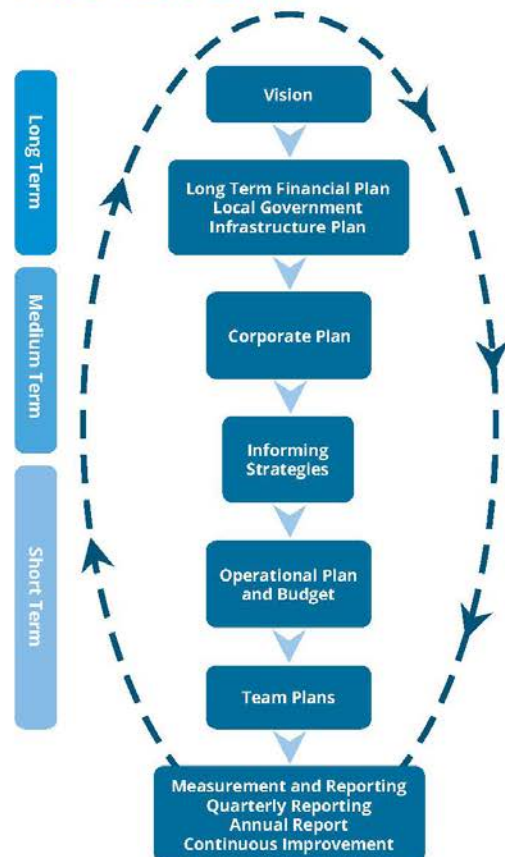 Vision
Long Term
Long Term Financial Plan
Local Government
Infrastructure Plan
Medium Term
Corporate Plan
Informing
Strategies
Short Term
Operational Plan
and Budget
Team Plans
Measurement and Reporting
Quarterly Reporting
Annual Report
Continuous Improvement